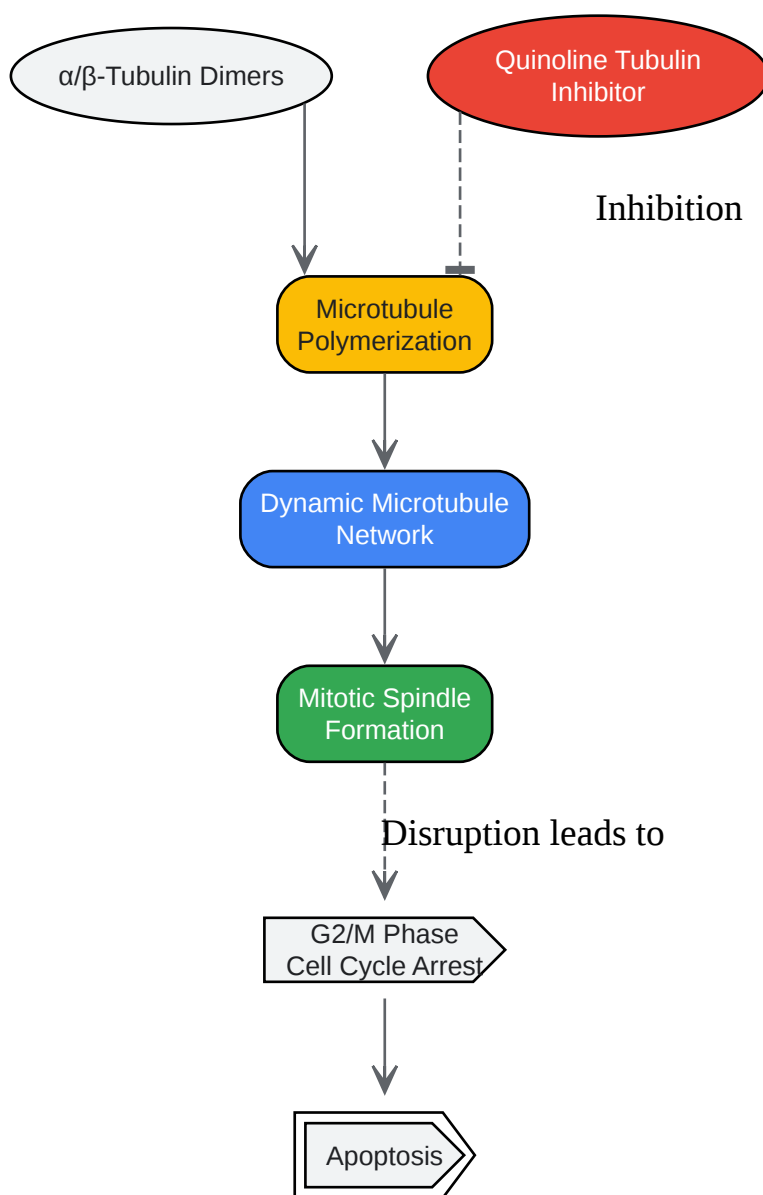 α/β-Tubulin Dimers
Quinoline Tubulin
Inhibitor
Inhibition
Microtubule
Polymerization
Dynamic Microtubule
Network
Mitotic Spindle
Formation
Disruption leads to
G2/M Phase
Cell Cycle Arrest
Apoptosis